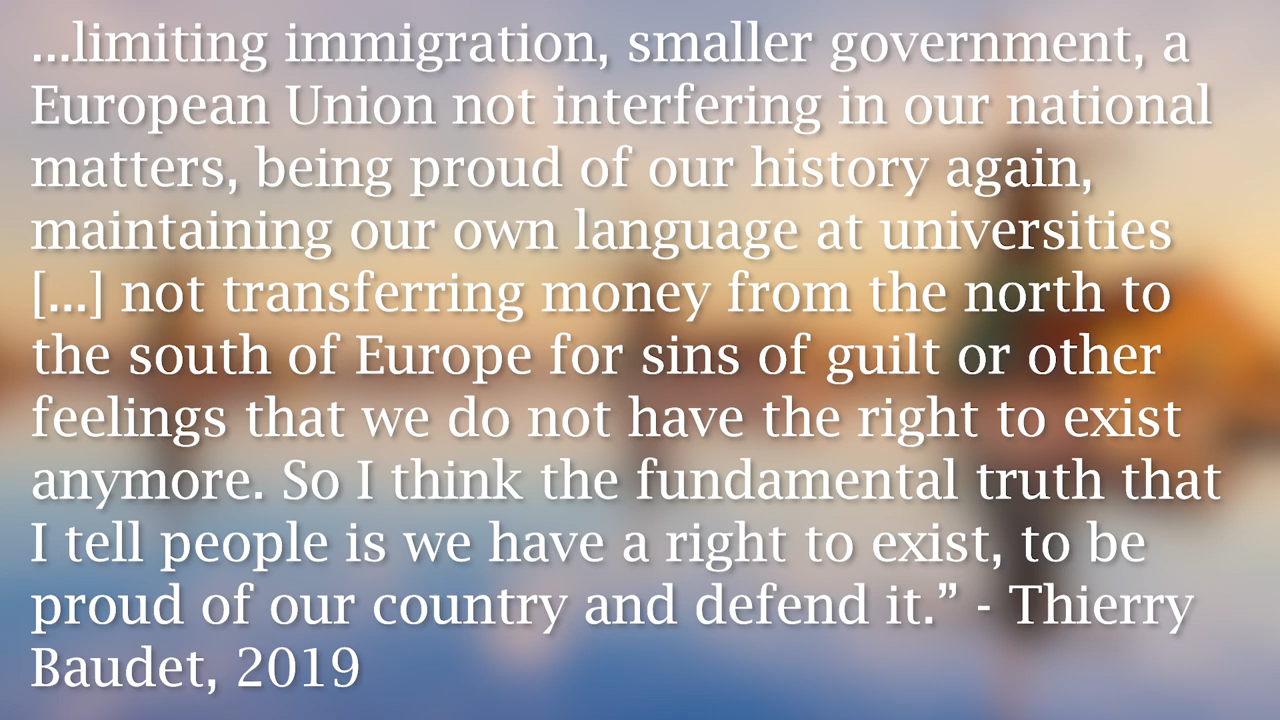 ...limiting immigration, smaller government, a
European Union not interfering in our national
matters, being proud of our history again,
maintaining our own language at universities
[...] not transferring money from the north to
the south of Europe for sins of guilt or other
feelings that we do not have the right to exist
anymore. So I think the fundamental truth that
I tell people is we have a right to exist, to be
proud of our country and defend it.” - Thierry
Baudet, 2019